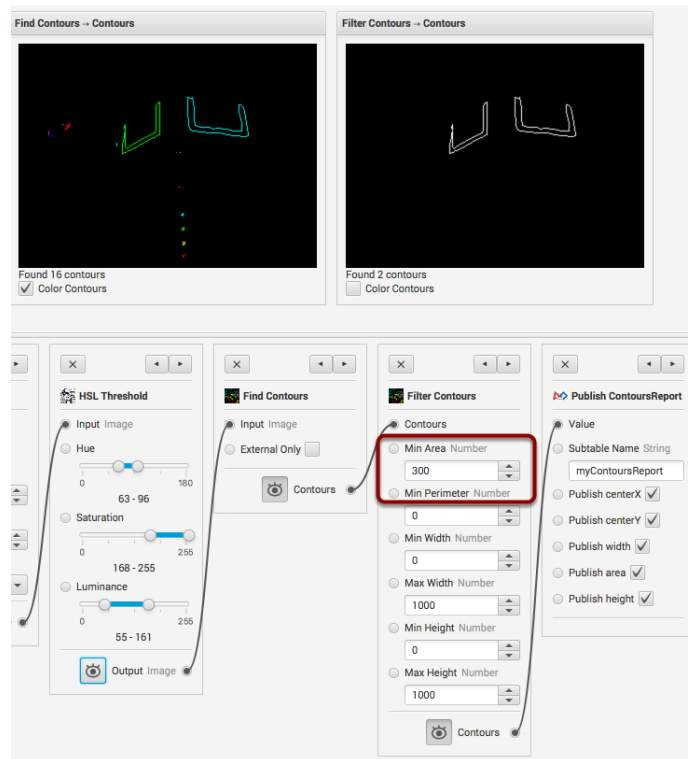 Find Contours → Contours
Found 16 contours
Color Contours
Filter Contours → Contours
Found 2 contours
Color Contours
HSL Threshold
Input Image
Hue
0 180
63 - 96
Saturation
0 255
168 - 255
Luminance
0 255
55 - 161
Output Image
Find Contours
Input Image
External Only
Contours
Filter Contours
Contours
Min Area Number
300
Min Perimeter Number
0
Min Width Number
0
Max Width Number
1000
Min Height Number
0
Max Height Number
1000
Contours
Publish ContoursReport
Value
Subtable Name String
myContoursReport
Publish centerX
Publish centerY
Publish width
Publish area
Publish height